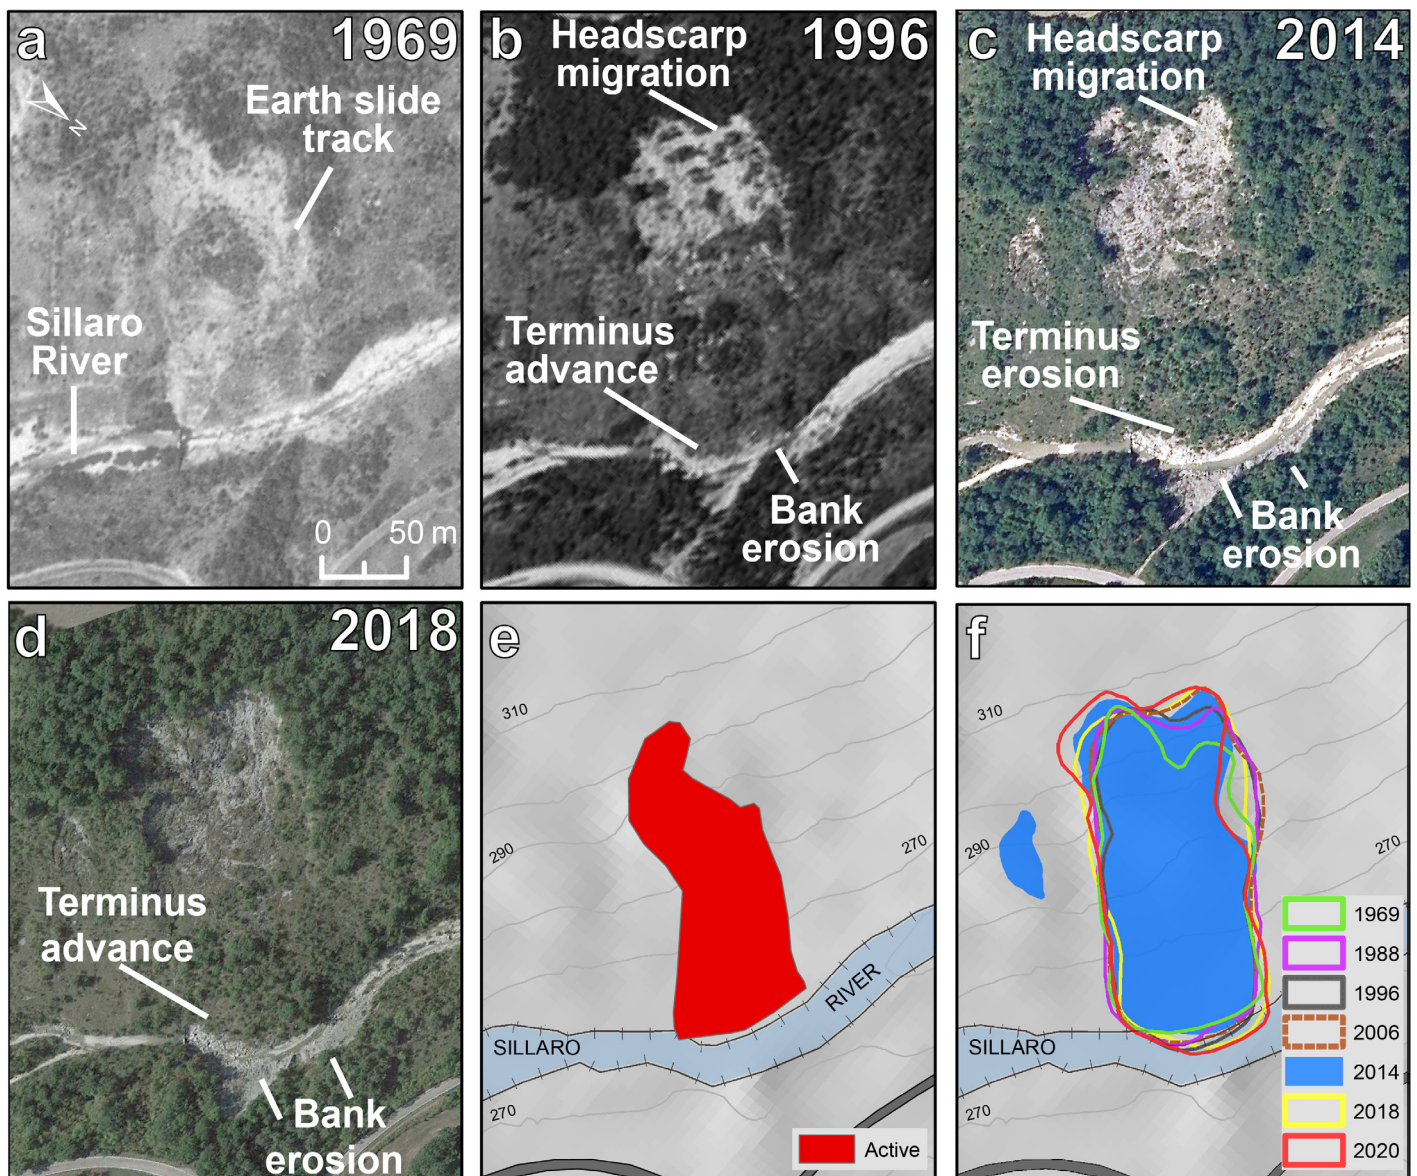 a
1969
N
Earth slide
track
Sillaro
River
0 50 m
b
1996
Headscarp
migration
Terminus
advance
Bank
erosion
c
2014
Headscarp
migration
Terminus
erosion
Bank
erosion
d
2018
Terminus
advance
Bank
erosion
e
310
290
270
RIVER
SILLARO
270
Active
f
310
290
270
SILLARO
270
1969
1988
1996
2006
2014
2018
2020